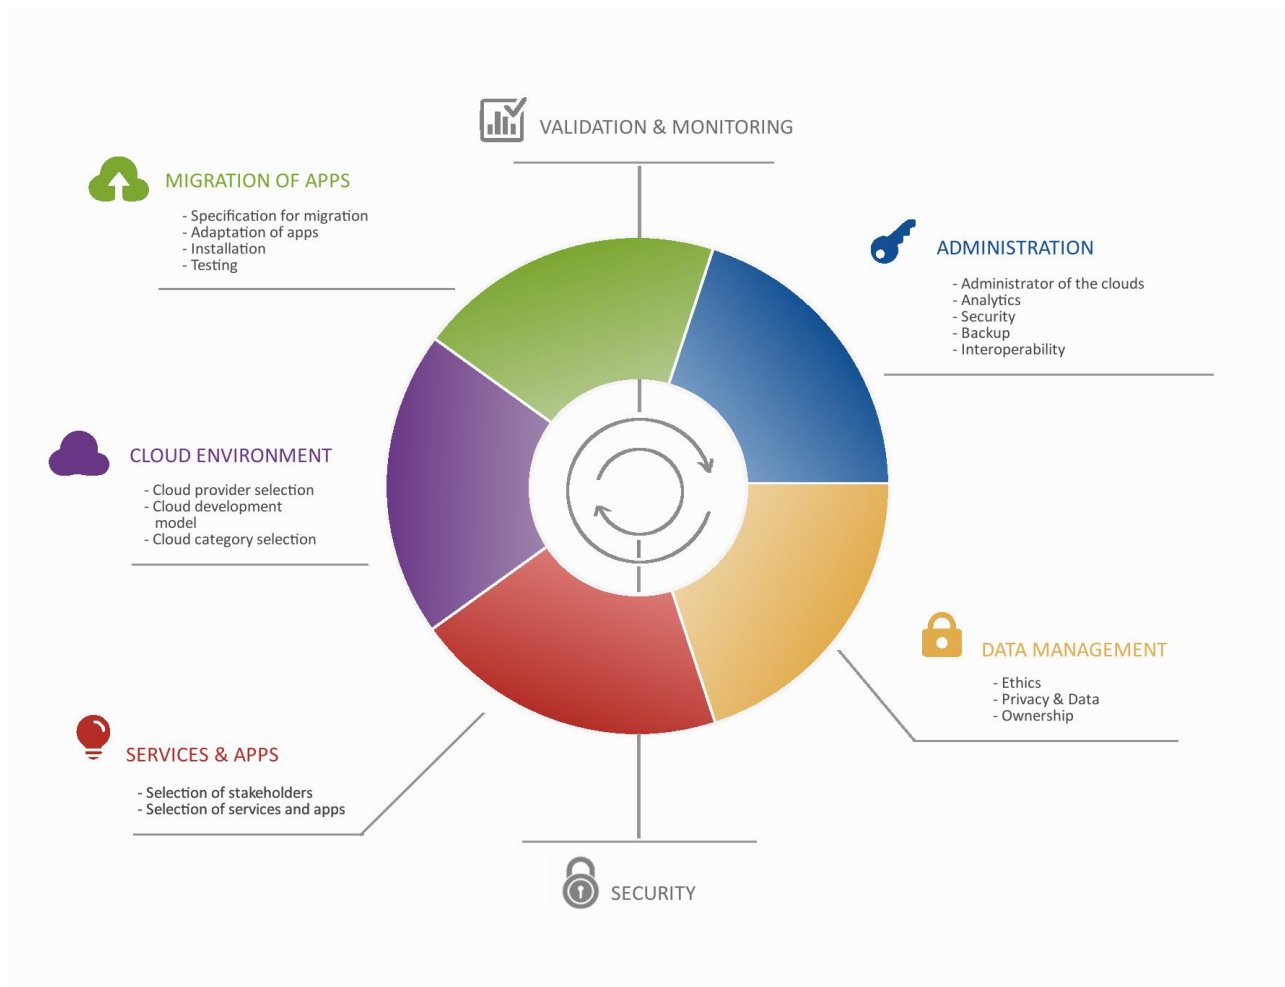 VALIDATION & MONITORING
MIGRATION OF APPS
- Specification for migration
- Adaptation of apps
- Installation
- Testing
ADMINISTRATION
- Administrator of the clouds
- Analytics
- Security
- Backup
- Interoperability
CLOUD ENVIRONMENT
- Cloud provider selection
- Cloud development
model
- Cloud category selection
DATA MANAGEMENT
- Ethics
- Privacy & Data
- Ownership
SERVICES & APPS
- Selection of stakeholders
- Selection of services and apps
SECURITY